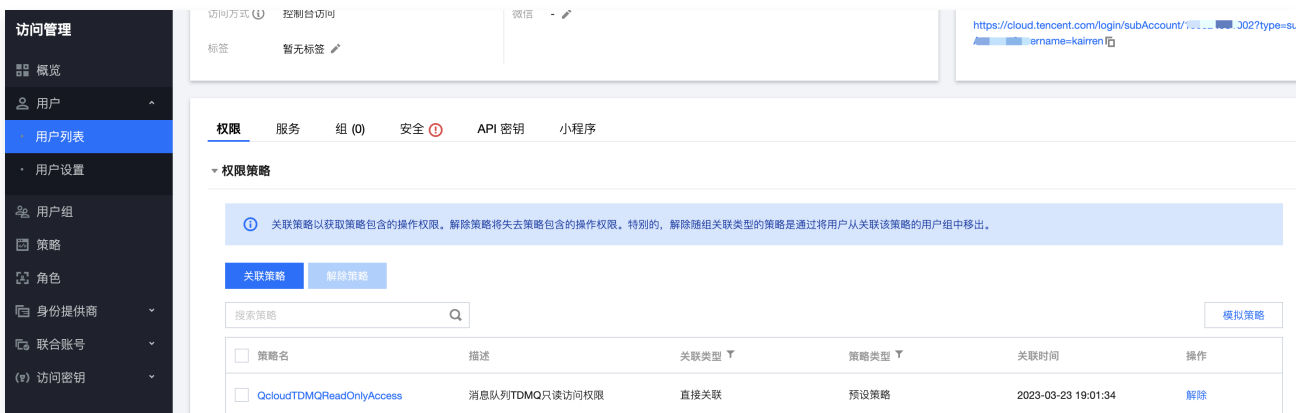 访问管理
概览
用户
用户列表
用户设置
用户组
策略
角色
身份提供商
联合账号
访问密钥
访问方式 控制台访问
微信 -
标签 暂无标签
https://cloud.tencent.com/login/subAccount/ 002?type=su
ername=kairren
权限 服务 组 (0) 安全 API 密钥 小程序
权限策略
关联策略以获取策略包含的操作权限。解除策略将失去策略包含的操作权限。特别的，解除随组关联类型的策略是通过将用户从关联该策略的用户组中移出。
关联策略 解除策略
搜索策略
模拟策略
策略名 描述 关联类型 策略类型 关联时间 操作
QcloudTDMQReadOnlyAccess 消息队列TDMQ只读访问权限 直接关联 预设策略 2023-03-23 19:01:34 解除